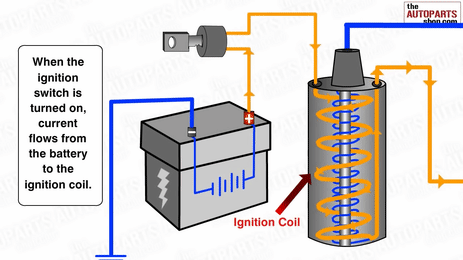 the
AUTOPARTS
shop.com
When the
ignition
switch is
turned on,
current
flows from
the battery
to the
ignition coil.
Ignition Coil